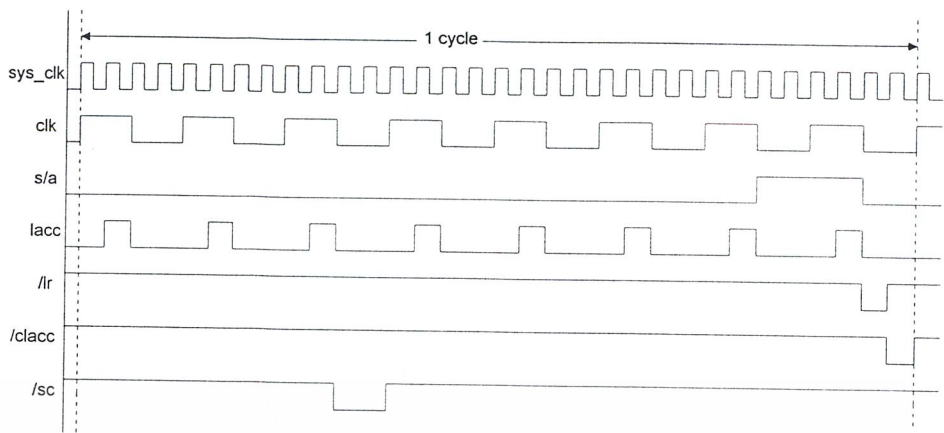 1 cycle
sys_clk
clk
s/a
lacc
/lr
/clacc
/sc